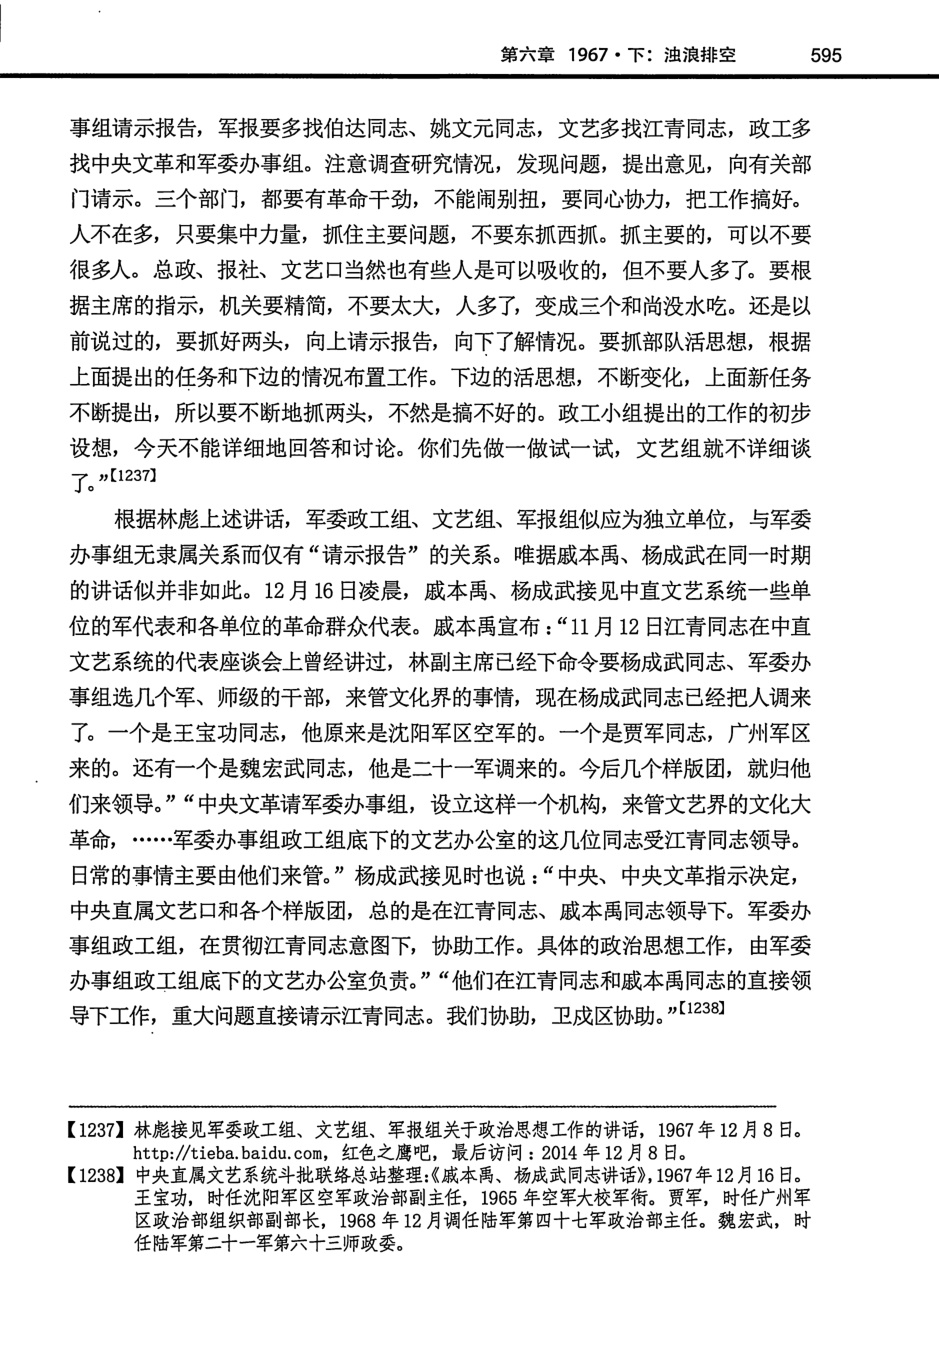 第六章 1967·下：浊浪排空 595
事组请示报告，军报要多找伯达同志、姚文元同志，文艺多找江青同志，政工多
找中央文革和军委办事组。注意调查研究情况，发现问题，提出意见，向有关部
门请示。三个部门，都要有革命干劲，不能闹别扭，要同心协力，把工作搞好。
人不在多，只要集中力量，抓住主要问题，不要东抓西抓。抓主要的，可以不要
很多人。总政、报社、文艺口当然也有些人是可以吸收的，但不要人多了。要根
据主席的指示，机关要精简，不要太大，人多了，变成三个和尚没水吃。还是以
前说过的，要抓好两头，向上请示报告，向下了解情况。要抓部队活思想，根据
上面提出的任务和下边的情况布置工作。下边的活思想，不断变化，上面新任务
不断提出，所以要不断地抓两头，不然是搞不好的。政工小组提出的工作的初步
设想，今天不能详细地回答和讨论。你们先做一做试一试，文艺组就不详细谈
了。”【1237】
根据林彪上述讲话，军委政工组、文艺组、军报组似应为独立单位，与军委
办事组无隶属关系而仅有“请示报告”的关系。唯据戚本禹、杨成武在同一时期
的讲话似并非如此。12月16日凌晨，戚本禹、杨成武接见中直文艺系统一些单
位的军代表和各单位的革命群众代表。戚本禹宣布：“11月12日江青同志在中直
文艺系统的代表座谈会上曾经讲过，林副主席已经下命令要杨成武同志、军委办
事组选几个军、师级的干部，来管文化界的事情，现在杨成武同志已经把人调来
了。一个是王宝功同志，他原来是沈阳军区空军的。一个是贾军同志，广州军区
来的。还有一个是魏宏武同志，他是二十一军调来的。今后几个样版团，就归他
们来领导。”“中央文革请军委办事组，设立这样一个机构，来管文艺界的文化大
革命，……军委办事组政工组底下的文艺办公室的这几位同志受江青同志领导。
日常的事情主要由他们来管。”杨成武接见时也说：“中央、中央文革指示决定，
中央直属文艺口和各个样版团，总的是在江青同志、戚本禹同志领导下。军委办
事组政工组，在贯彻江青同志意图下，协助工作。具体的政治思想工作，由军委
办事组政工组底下的文艺办公室负责。”“他们在江青同志和戚本禹同志的直接领
导下工作，重大问题直接请示江青同志。我们协助，卫戍区协助。”【1238】
【1237】林彪接见军委政工组、文艺组、军报组关于政治思想工作的讲话，1967年12月8日。
http://tieba.baidu.com，红色之鹰吧，最后访问：2014年12月8日。
【1238】中央直属文艺系统斗批联络总站整理：《戚本禹、杨成武同志讲话》，1967年12月16日。
王宝功，时任沈阳军区空军政治部副主任，1965年空军大校军衔。贾军，时任广州军
区政治部组织部副部长，1968年12月调任陆军第四十七军政治部主任。魏宏武，时
任陆军第二十一军第六十三师政委。